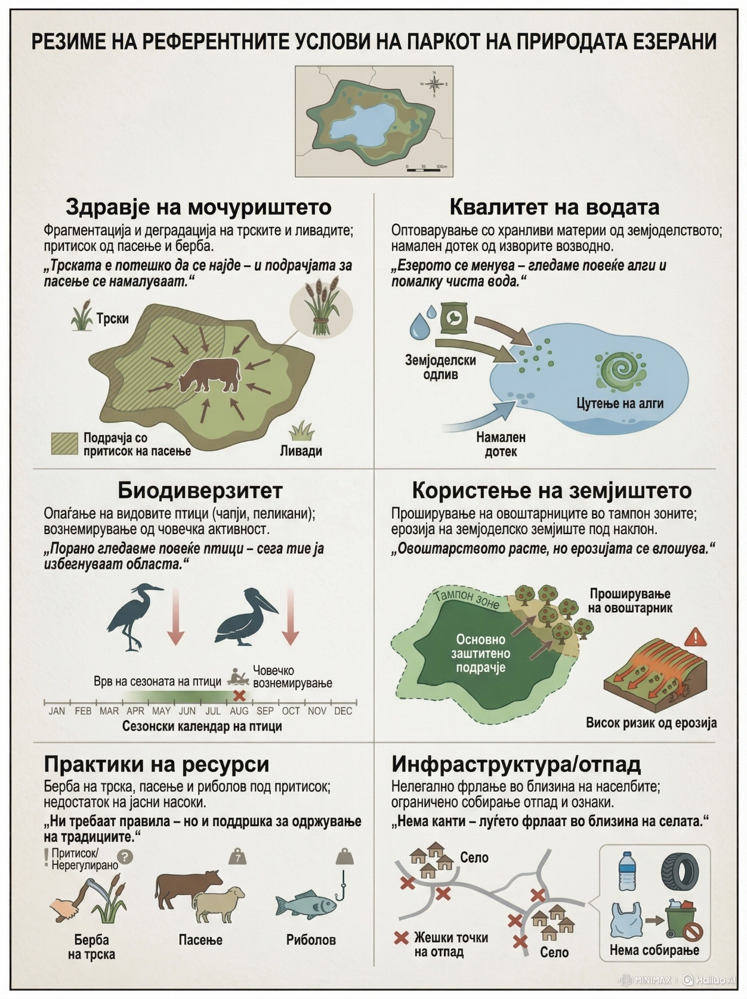 РЕЗИМЕ НА РЕФЕРЕНТНИТЕ УСЛОВИ НА ПАРКОТ НА ПРИРОДАТА ЕЗЕРАНИ
N
W
E
S
0
Здравје на мочуриштето
Фрагментација и деградација на трските и ливадите;
притисок од пасење и берба.
„Трската е потешко да се најде – и подрачјата за
пасење се намалуваат.“
Трски
Подрачја со
притисок на пасење
Ливади
Квалитет на водата
Оптоварување со хранливи материи од земјоделството;
намален дотек од изворите возводно.
„Езерото се менува – гледаме повеќе алги и
помалку чиста вода.“
Земјоделски
одлив
Цутење на алги
Намален
дотек
Биодиверзитет
Опаѓање на видовите птици (чапји, пеликани);
вознемирување од човечка активност.
„Порано гледавме повеќе птици – сега тие ја
избегнуваат областа.“
Врв на сезоната на птици
Човечко
вознемирување
JAN FEB MAR APR MAY JUN JUL AUG SEP OCT NOV DEC
Сезонски календар на птици
Користење на земјиштето
Проширување на овоштарниците во тампон зоните;
ерозија на земјоделско земјиште под наклон.
„Овоштарството расте, но ерозијата се влошува.“
Тампон зоне
Основно
заштитено
подрачје
Проширување
на овоштарник
!
Висок ризик од ерозија
Практики на ресурси
Берба на трска, пасење и риболов под притисок;
недостаток на јасни насоки.
„Ни требаат правила – но и поддршка за одржување
на традициите.“
! Притисок/
Нерегулирано ?
7
Берба
на трска
Пасење
Риболов
Инфраструктура/отпад
Нелегално фрлање во близина на населбите;
ограничено собирање отпад и ознаки.
„Нема канти – луѓето фрлаат во близина на селата.“
Село
Жешки точки
на отпад
Село
Нема собирање
MINIMAX | Hailuo AI